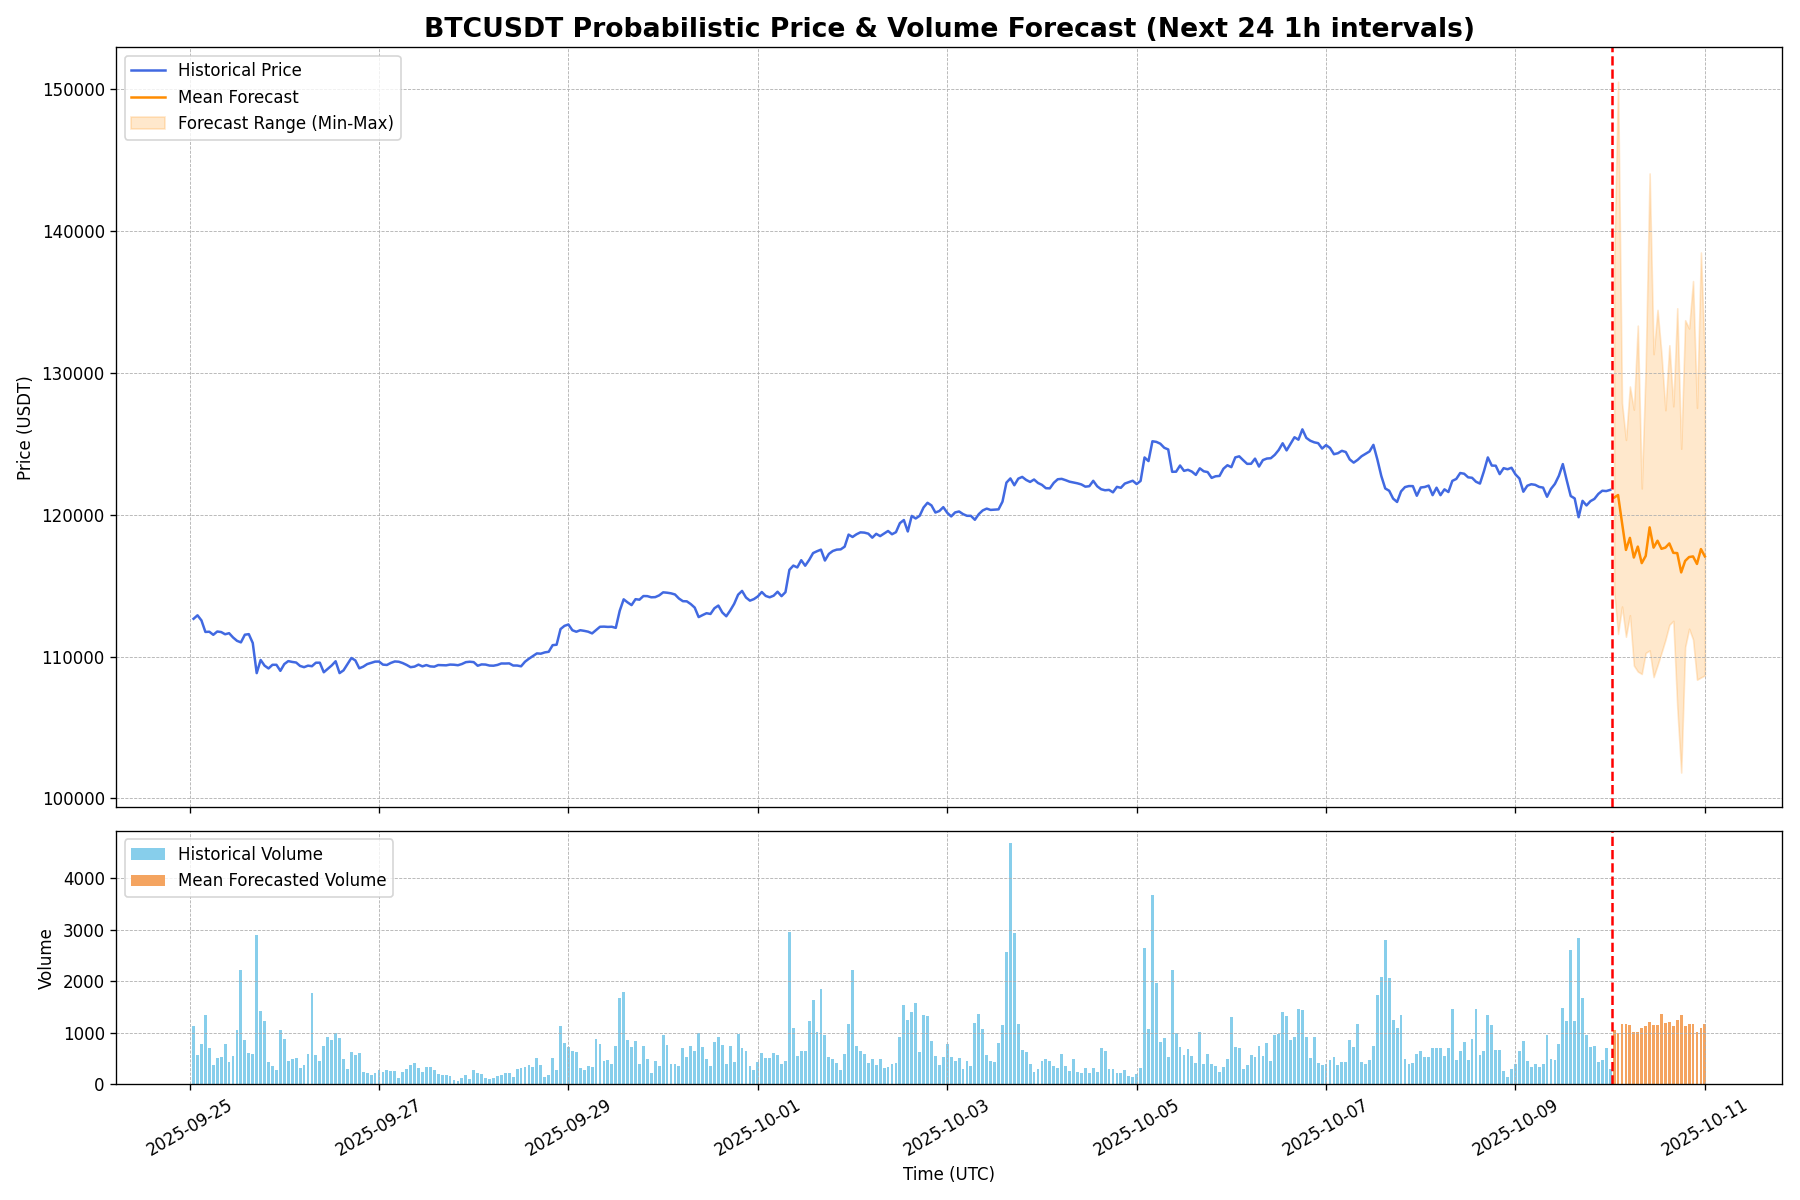 BTCUSDT Probabilistic Price & Volume Forecast (Next 24 1h intervals)
Historical Price
Mean Forecast
Forecast Range (Min-Max)
150000
140000
130000
120000
110000
100000
Price (USDT)
Historical Volume
Mean Forecasted Volume
4000
3000
2000
1000
0
Volume
2025-09-25
2025-09-27
2025-09-29
2025-10-01
2025-10-03
2025-10-05
2025-10-07
2025-10-09
2025-10-11
Time (UTC)